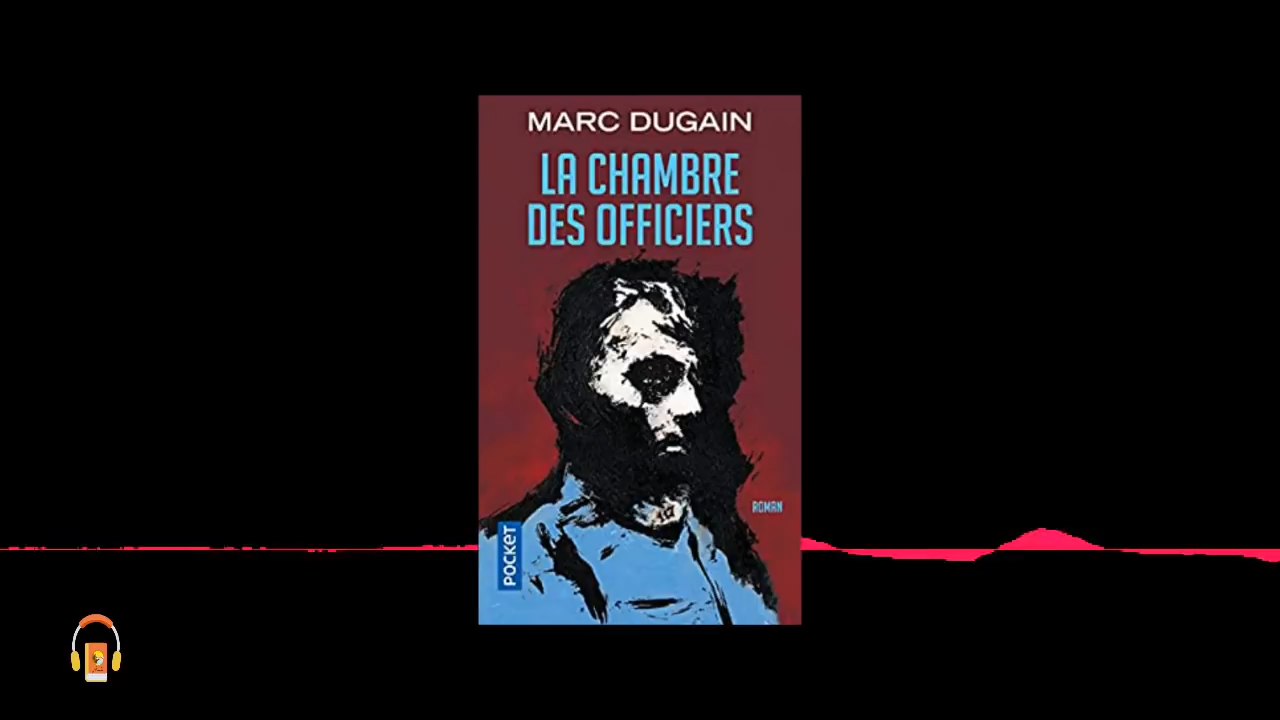 MARC DUGAIN
LA CHAMBRE
DES OFFICIERS
ROMAN
POCKET